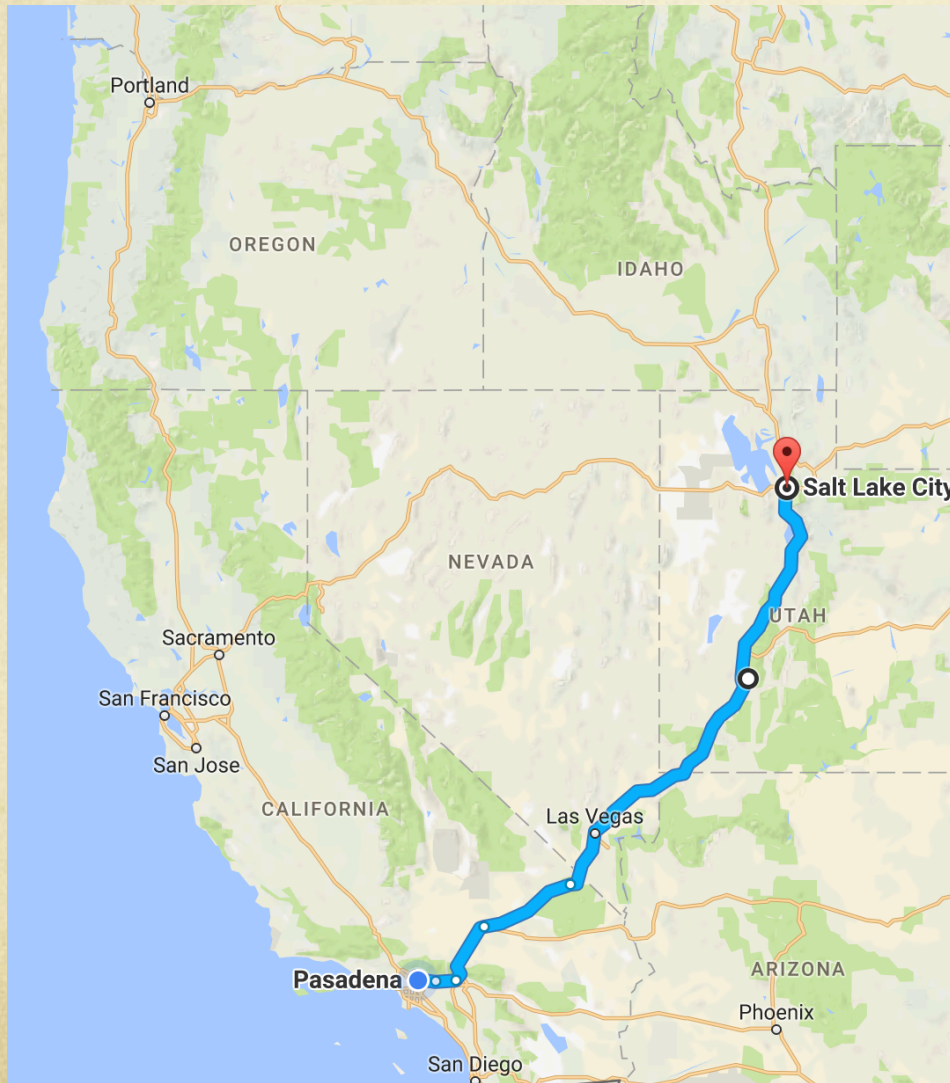 Portland
OREGON
IDAHO
Salt Lake City
NEVADA
UTAH
Sacramento
San Francisco
San Jose
CALIFORNIA
Las Vegas
Pasadena
ARIZONA
Phoenix
San Diego